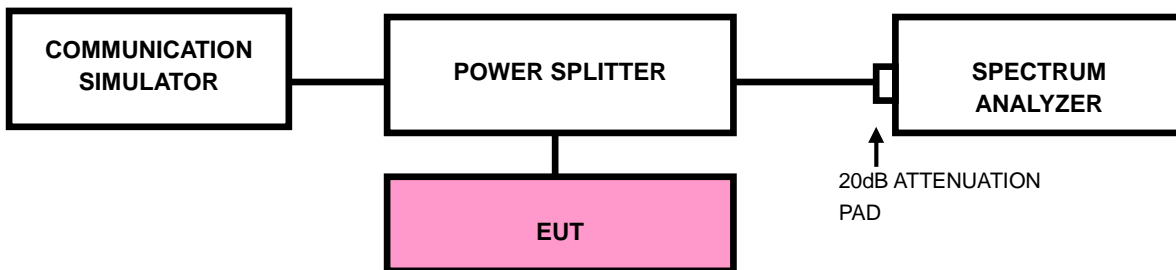 COMMUNICATION
SIMULATOR
POWER SPLITTER
SPECTRUM
ANALYZER
20dB ATTENUATION
PAD
EUT